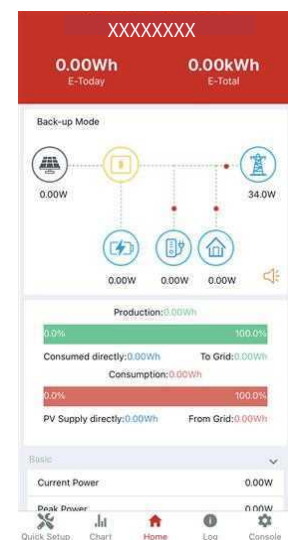 XXXXXXXX
0.00Wh 0.00kWh
E-Today E-Total
Back-up Mode
0.00W 34.0W
0.00W 0.00W 0.00W
Production:0.00Wh
0.0% 100.0%
Consumed directly:0.00Wh To Grid:0.00Wh
Consumption:0.00Wh
0.0% 100.0%
PV Supply directly:0.00Wh From Grid:0.00Wh
Basic
Current Power 0.00W
Peak Power 0.00W
Quick Setup Chart Home Log Console